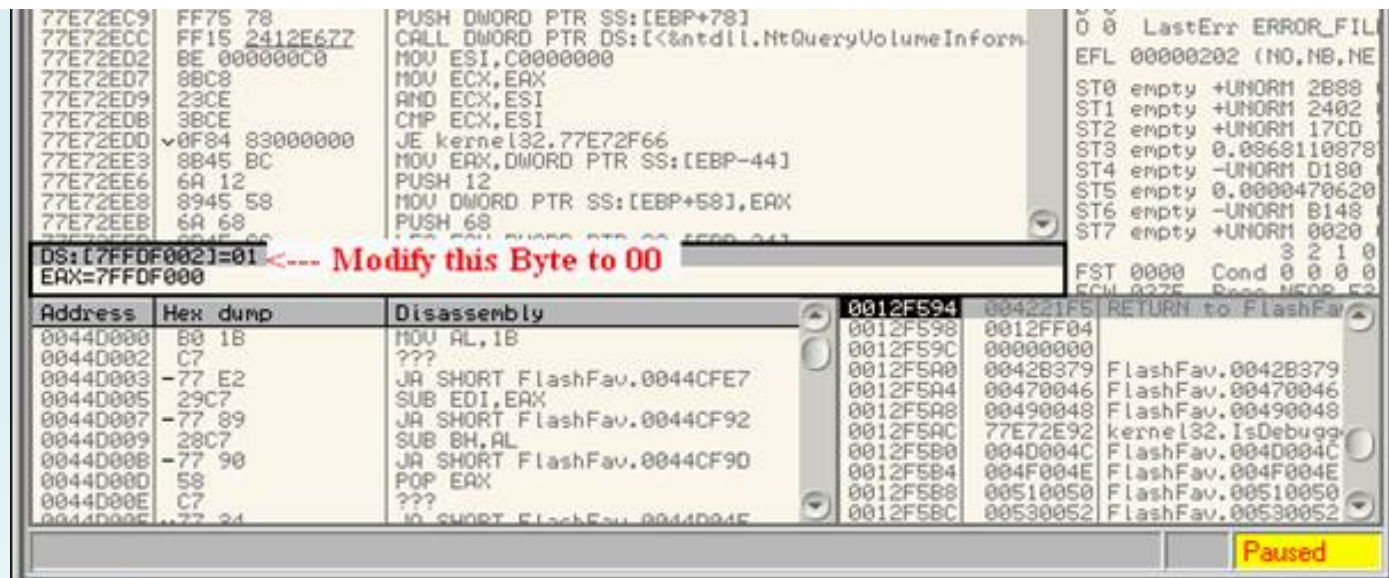 77E72EC9 FF75 78 PUSH DWORD PTR SS:[EBP+78]
77E72ECC FF15 2412E677 CALL DWORD PTR DS:[<&ntdll.NtQueryVolumeInform
77E72ED2 BE 000000C0 MOV ESI,C0000000
77E72ED7 8BC8 MOV ECX,EAX
77E72ED9 23CE AND ECX,ESI
77E72EDB 3BCE CMP ECX,ESI
77E72EDD 0F84 83000000 JE kernel32.77E72F66
77E72EE3 8B45 BC MOV EAX,DWORD PTR SS:[EBP-44]
77E72EE6 6A 12 PUSH 12
77E72EE8 8945 58 MOV DWORD PTR SS:[EBP+58],EAX
77E72EEB 6A 68 PUSH 68
DS:[7FFDF002]=01 <--- Modify this Byte to 00
EAX=7FFDF000
O 0 LastErr ERROR_FIL
EFL 00000202 (NO,NB,NE
ST0 empty +UNORM 2B88
ST1 empty +UNORM 2402
ST2 empty +UNORM 17CD
ST3 empty 0.0868110878
ST4 empty -UNORM D180
ST5 empty 0.0000470620
ST6 empty -UNORM B148
ST7 empty +UNORM 0020
3 2 1 0
FST 0000 Cond 0 0 0 0
Address Hex dump Disassembly
0044D000 B0 1B MOV AL,1B
0044D002 C7 ???
0044D003 -77 E2 JA SHORT FlashFav.0044CFE7
0044D005 29C7 SUB EDI,EAX
0044D007 -77 89 JA SHORT FlashFav.0044CF92
0044D009 28C7 SUB BH,AL
0044D00B -77 90 JA SHORT FlashFav.0044CF9D
0044D00D 58 POP EAX
0044D00E C7 ???
0012F594 004221F5 RETURN to FlashFav
0012F598 0012FF04
0012F59C 00000000
0012F5A0 0042B379 FlashFav.0042B379
0012F5A4 00470046 FlashFav.00470046
0012F5A8 00490048 FlashFav.00490048
0012F5AC 77E72E92 kernel32.IsDebugg
0012F5B0 004D004C FlashFav.004D004C
0012F5B4 004F004E FlashFav.004F004E
0012F5B8 00510050 FlashFav.00510050
0012F5BC 00530052 FlashFav.00530052
Paused